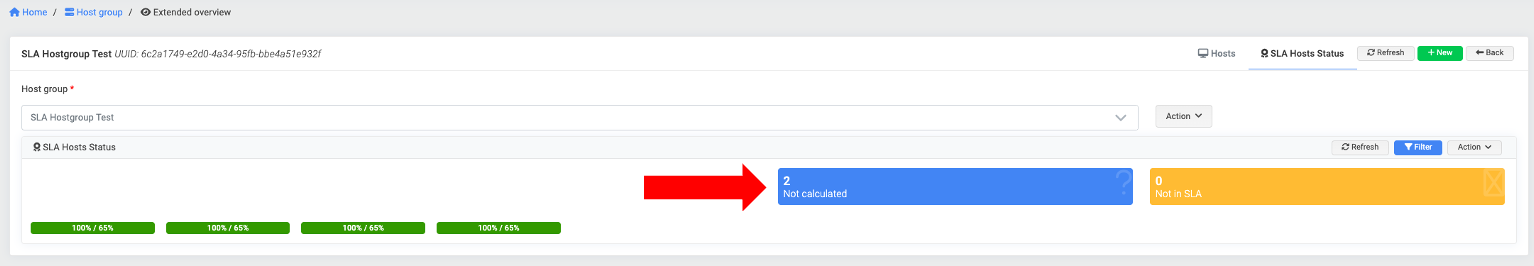 Home / Host group / Extended overview
SLA Hostgroup Test UUID: 6c2a1749-e2d0-4a34-95fb-bbe4a51e932f
Hosts SLA Hosts Status Refresh + New Back
Host group *
SLA Hostgroup Test
Action
SLA Hosts Status
Refresh Filter Action
2
Not calculated
?
0
Not in SLA
100% / 65% 100% / 65% 100% / 65% 100% / 65%